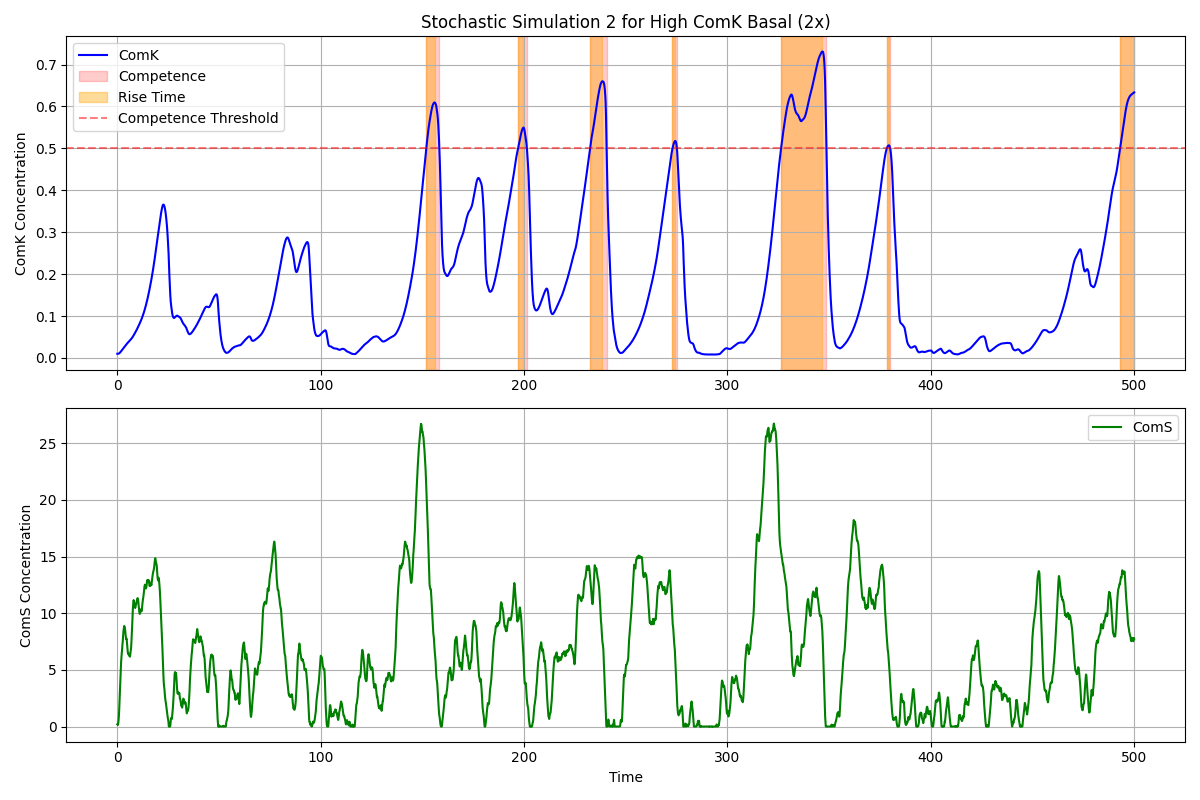 Stochastic Simulation 2 for High ComK Basal (2x)
ComK
Competence
Rise Time
Competence Threshold
ComK Concentration
0.7
0.6
0.5
0.4
0.3
0.2
0.1
0.0
0 100 200 300 400 500
ComS
ComS Concentration
25
20
15
10
5
0
0 100 200 300 400 500
Time